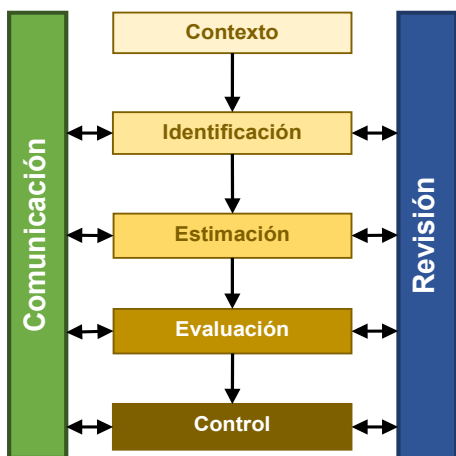 Contexto
Comunicación
Identificación
Revisión
Estimación
Evaluación
Control